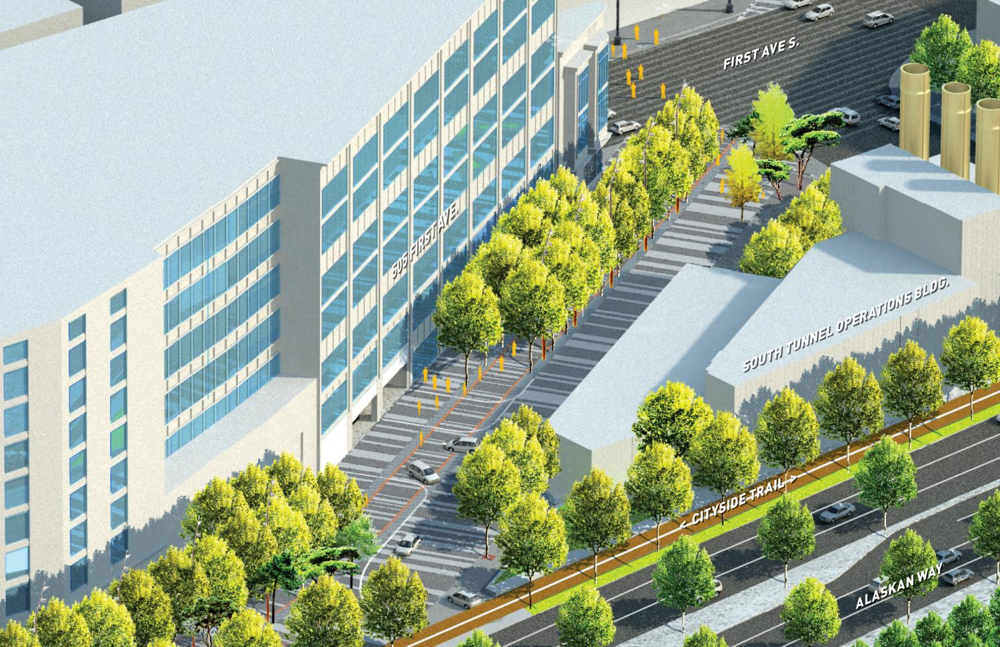 FIRST AVE S.
505 FIRST AVE.
SOUTH TUNNEL OPERATIONS BLDG.
< CITYSIDE TRAIL >
ALASKAN WAY